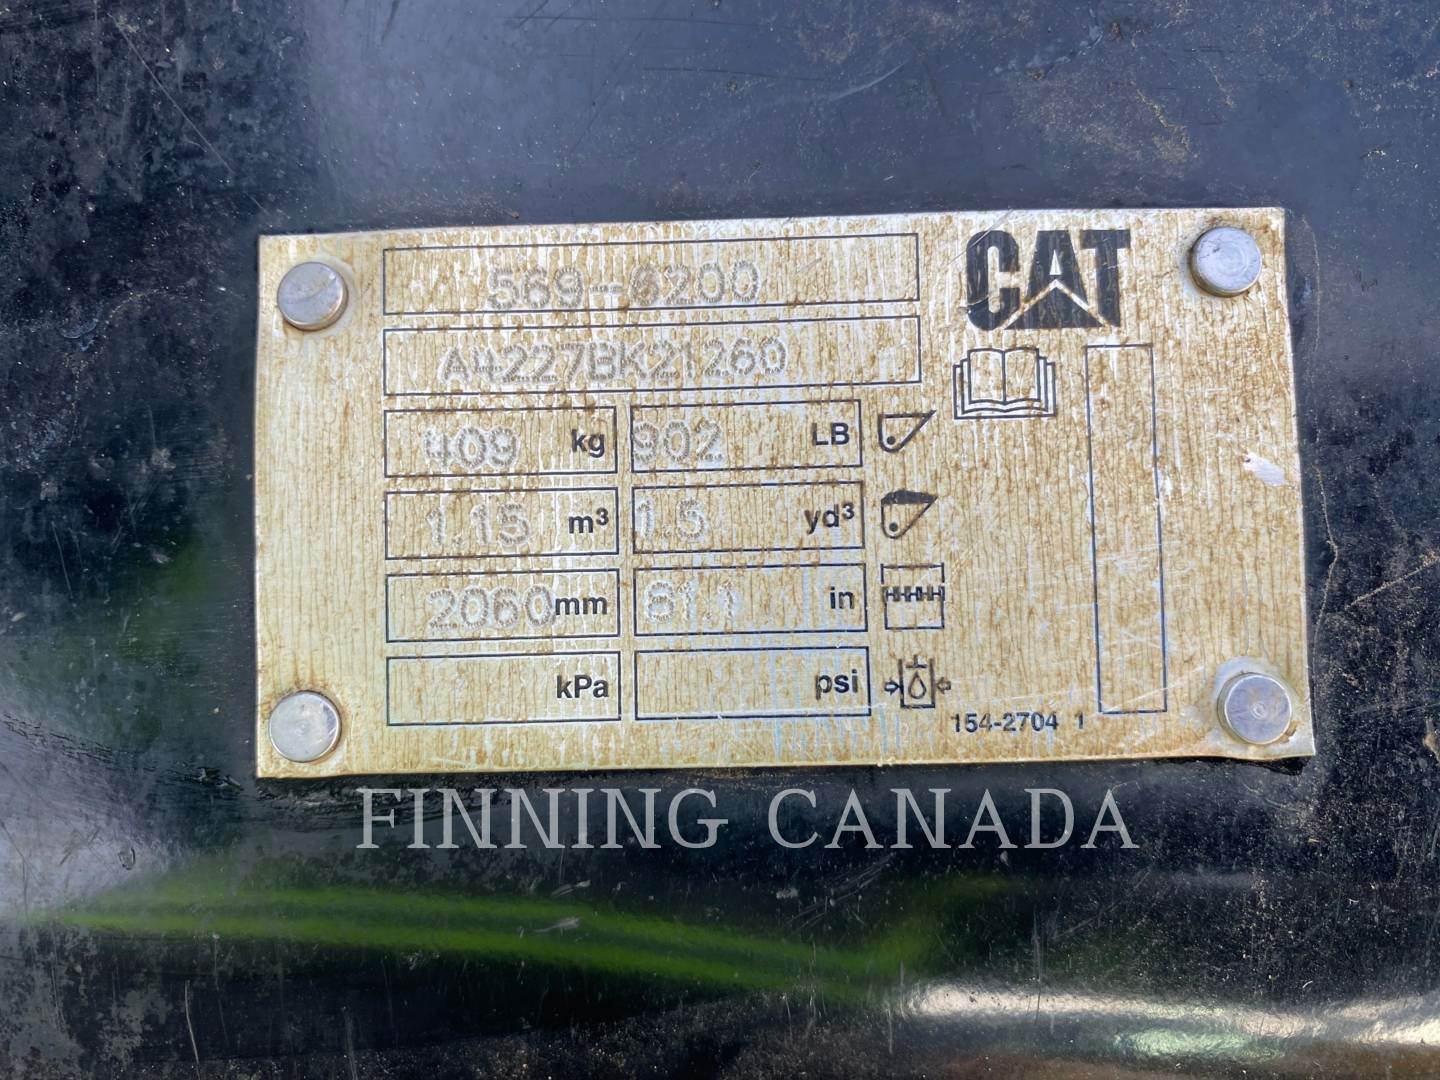 CAT
569-6200
A4227BK21260
409 kg 902 LB
1.15 m³ 1.5 yd³
2060 mm 81.1 in
kPa psi
154-2704 1
FINNING CANADA